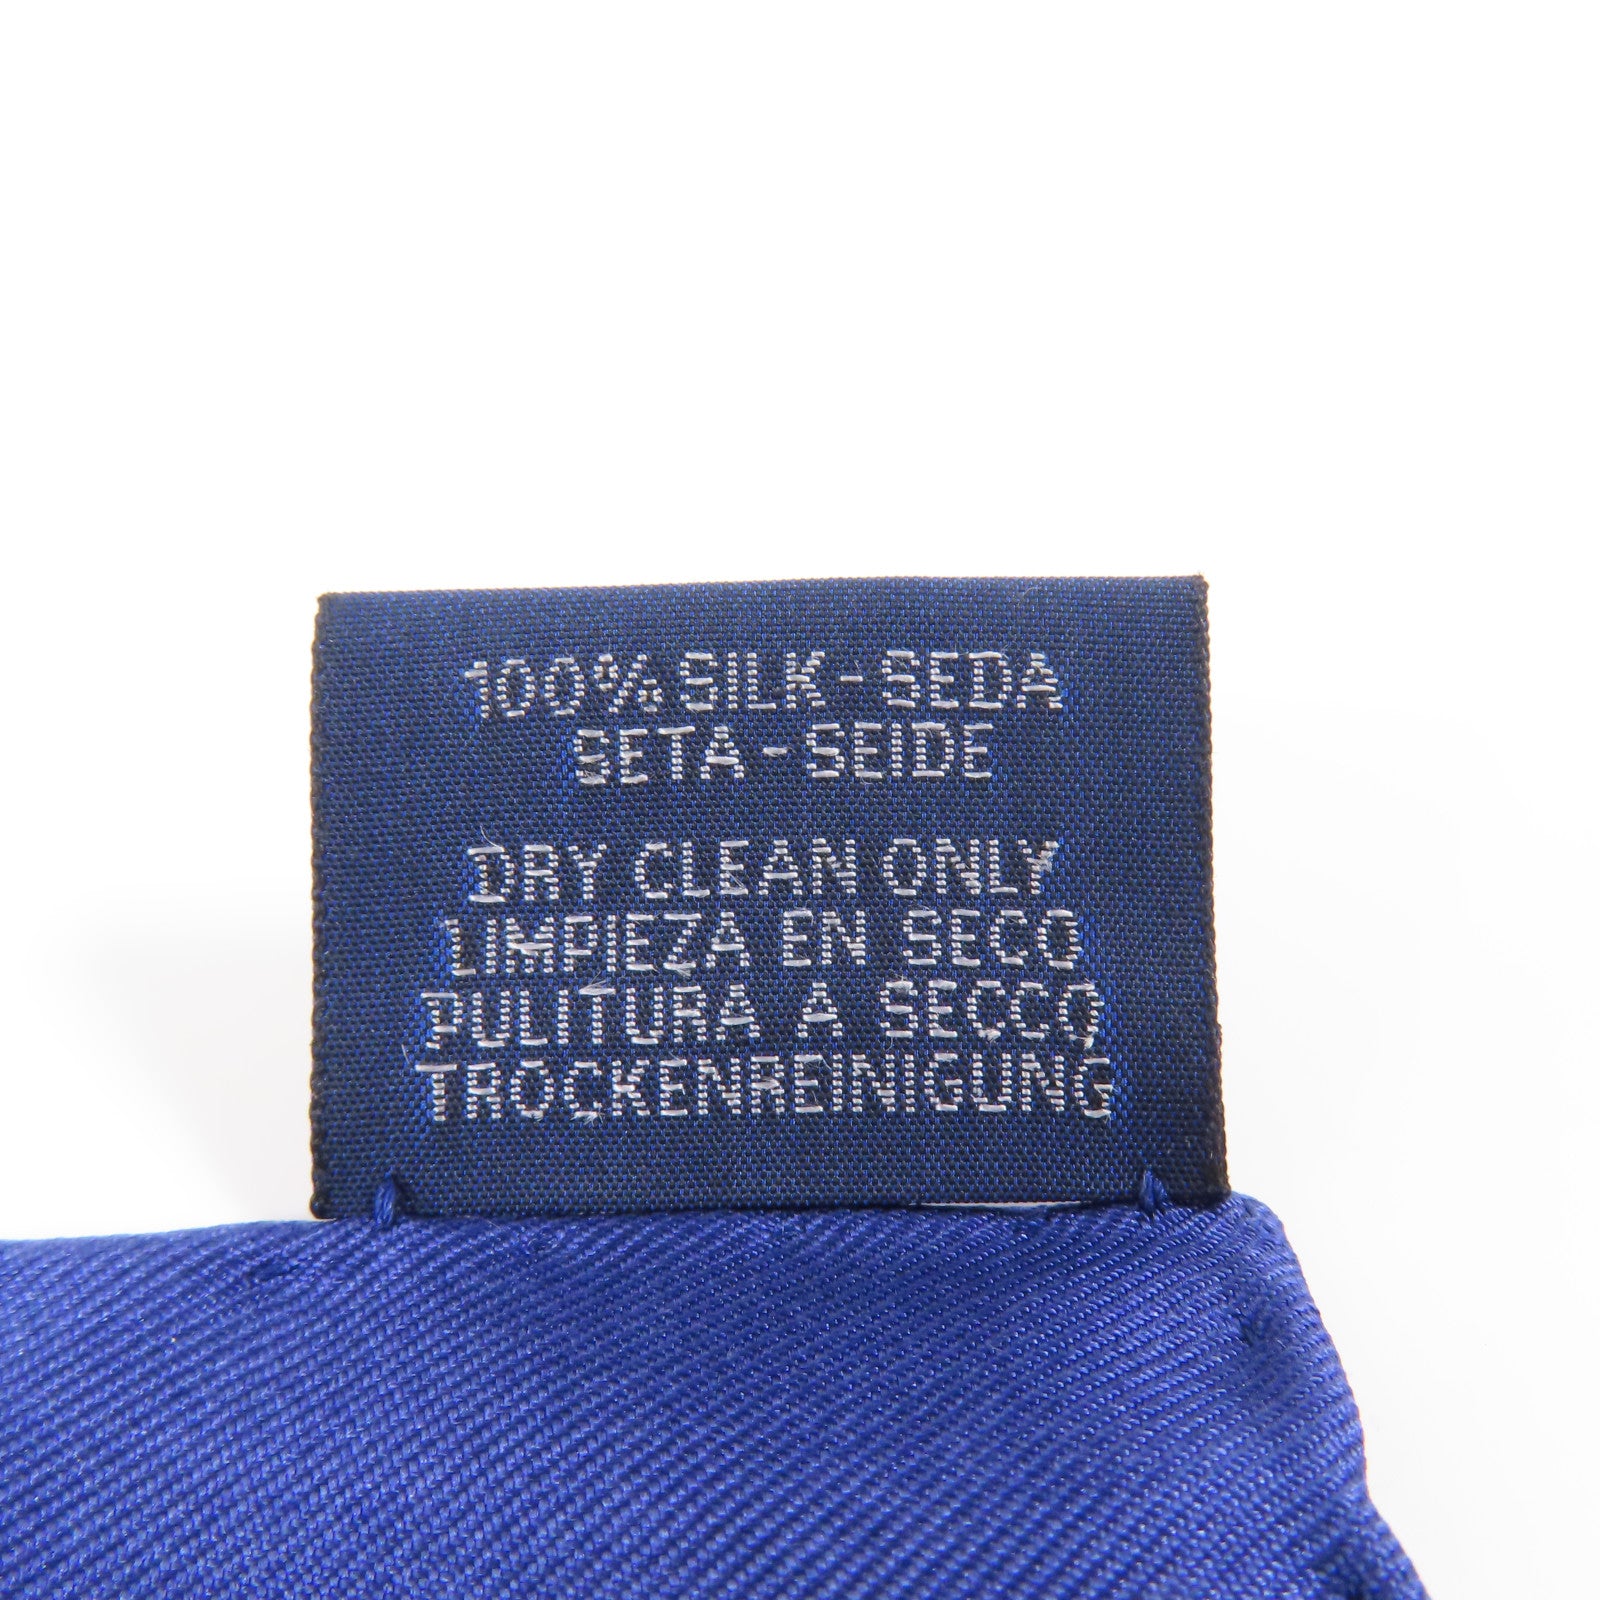 100% SILK - SEDA
SETA - SEIDE
DRY CLEAN ONLY
LIMPIEZA EN SECO
PULITURA A SECCO
TROCKENREINIGUNG